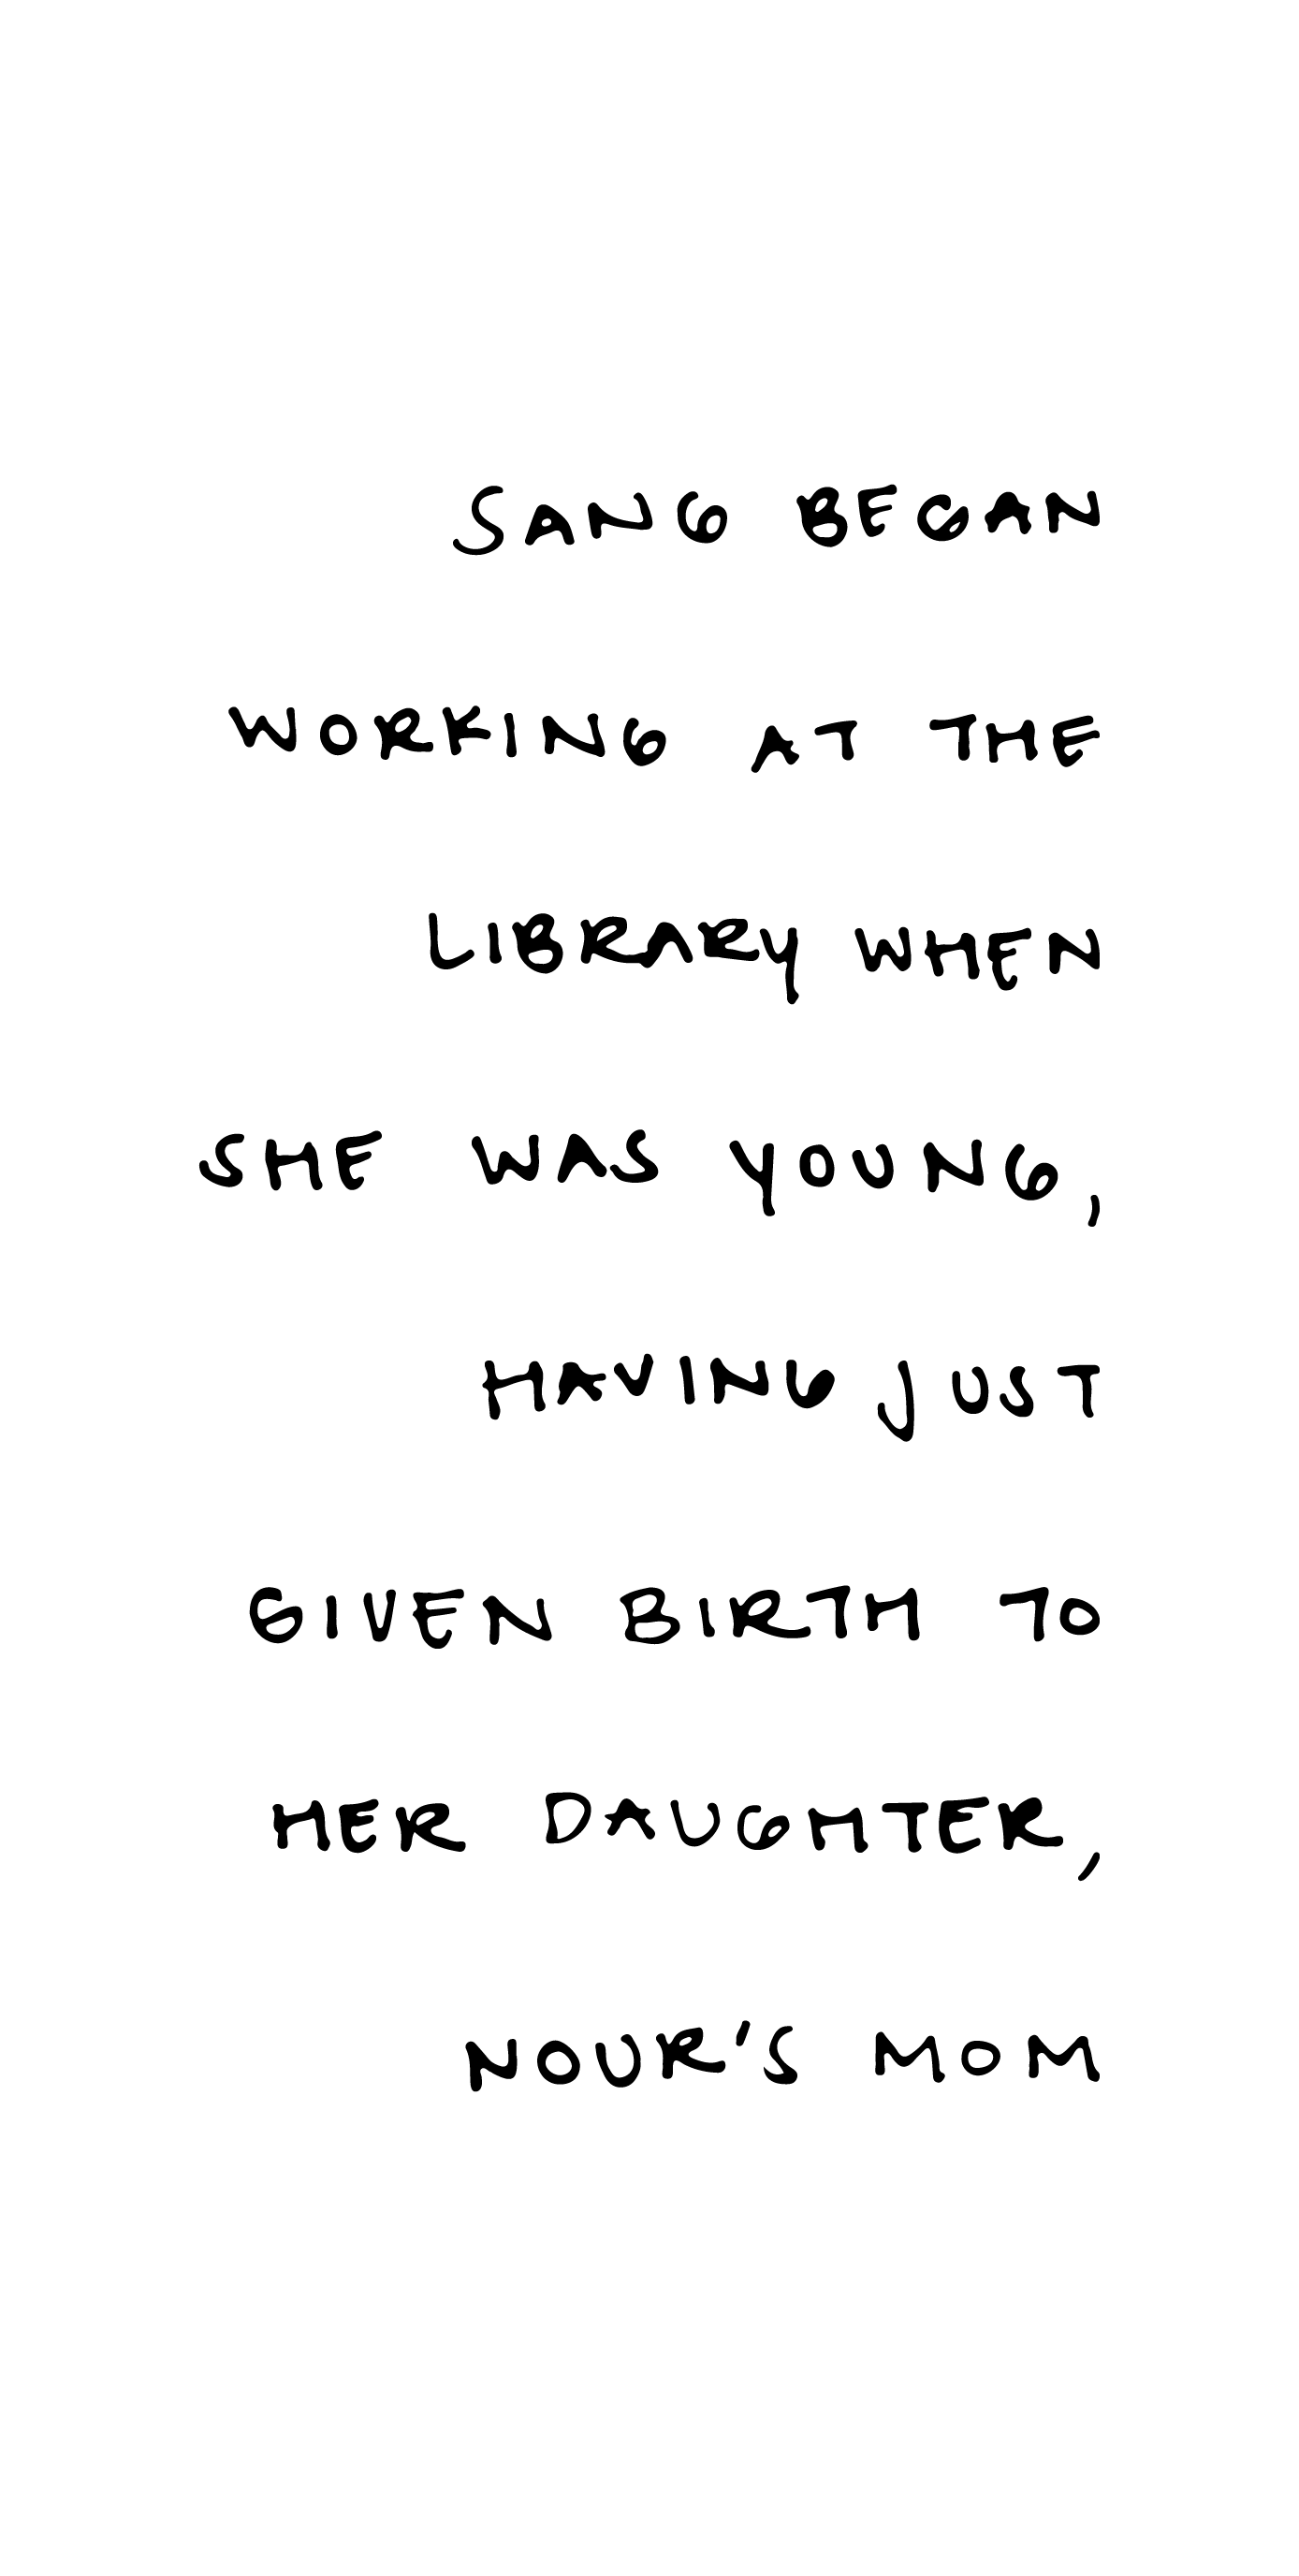 SANG BEGAN
WORKING AT THE
LIBRARY WHEN
SHE WAS YOUNG,
HAVING JUST
GIVEN BIRTH TO
HER DAUGHTER,
NOUR'S MOM